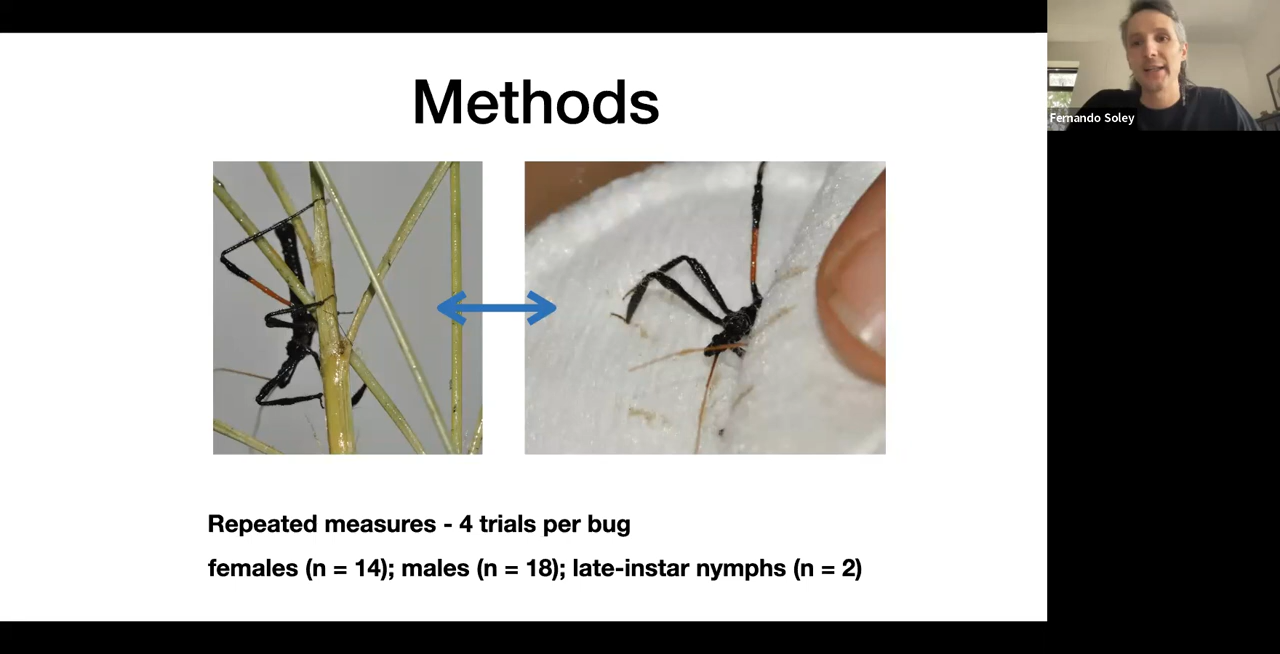 Methods
Fernando Soley
Repeated measures - 4 trials per bug
females (n = 14); males (n = 18); late-instar nymphs (n = 2)